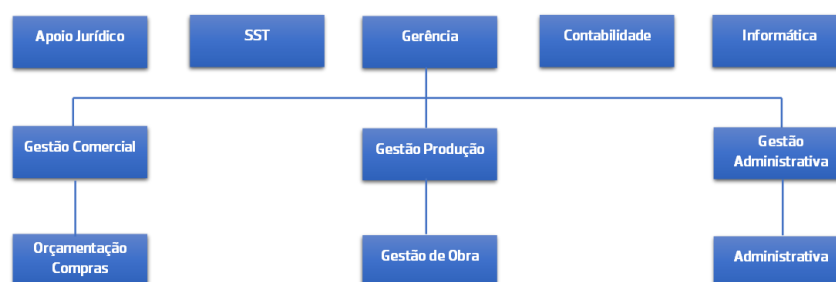 Apoio Jurídico
SST
Gerência
Contabilidade
Informática
Gestão Comercial
Gestão Produção
Gestão
Administrativa
Orçamentação
Compras
Gestão de Obra
Administrativa